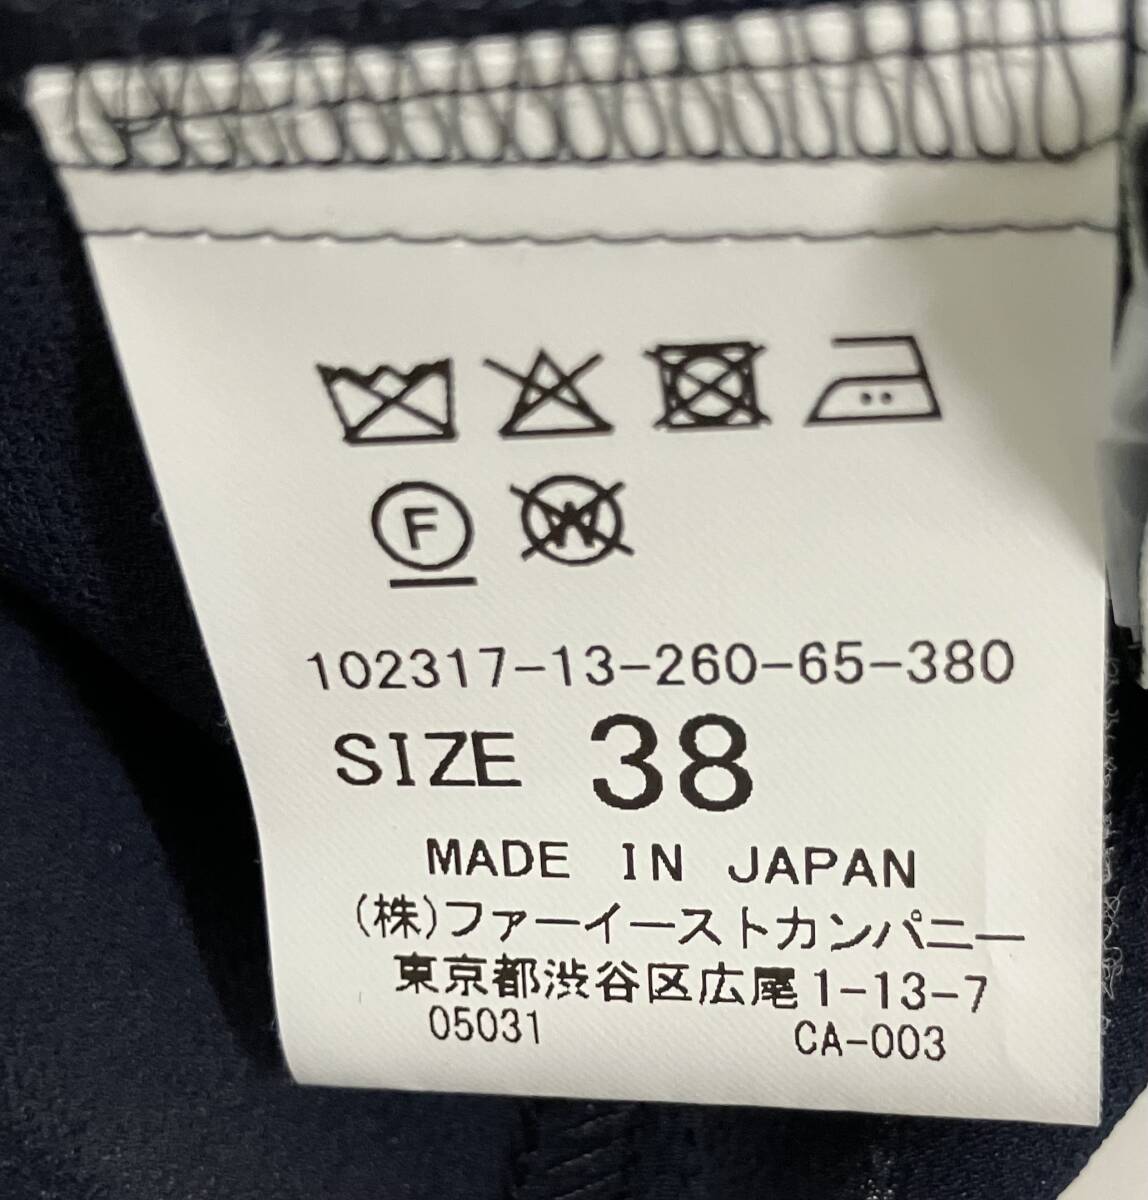 F W
102317-13-260-65-380
SIZE 38
MADE IN JAPAN
(株)ファーイーストカンパニー
東京都渋谷区広尾1-13-7
05031 CA-003